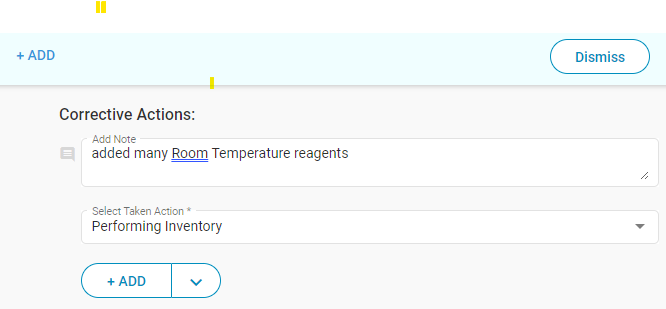 + ADD
Dismiss
Corrective Actions:
Add Note
added many Room Temperature reagents
Select Taken Action *
Performing Inventory
+ ADD